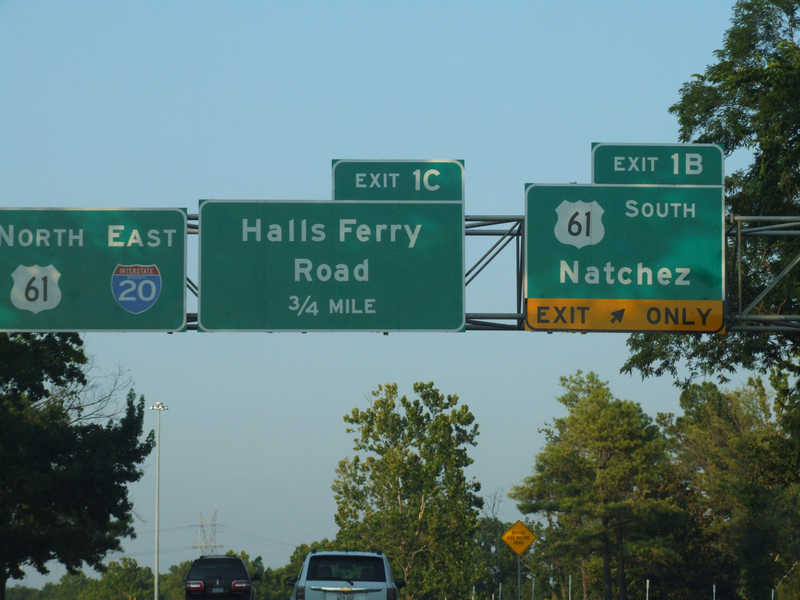 NORTH EAST
61
INTERSTATE
20
EXIT 1C
Halls Ferry
Road
3/4 MILE
EXIT 1B
61 SOUTH
Natchez
EXIT ONLY